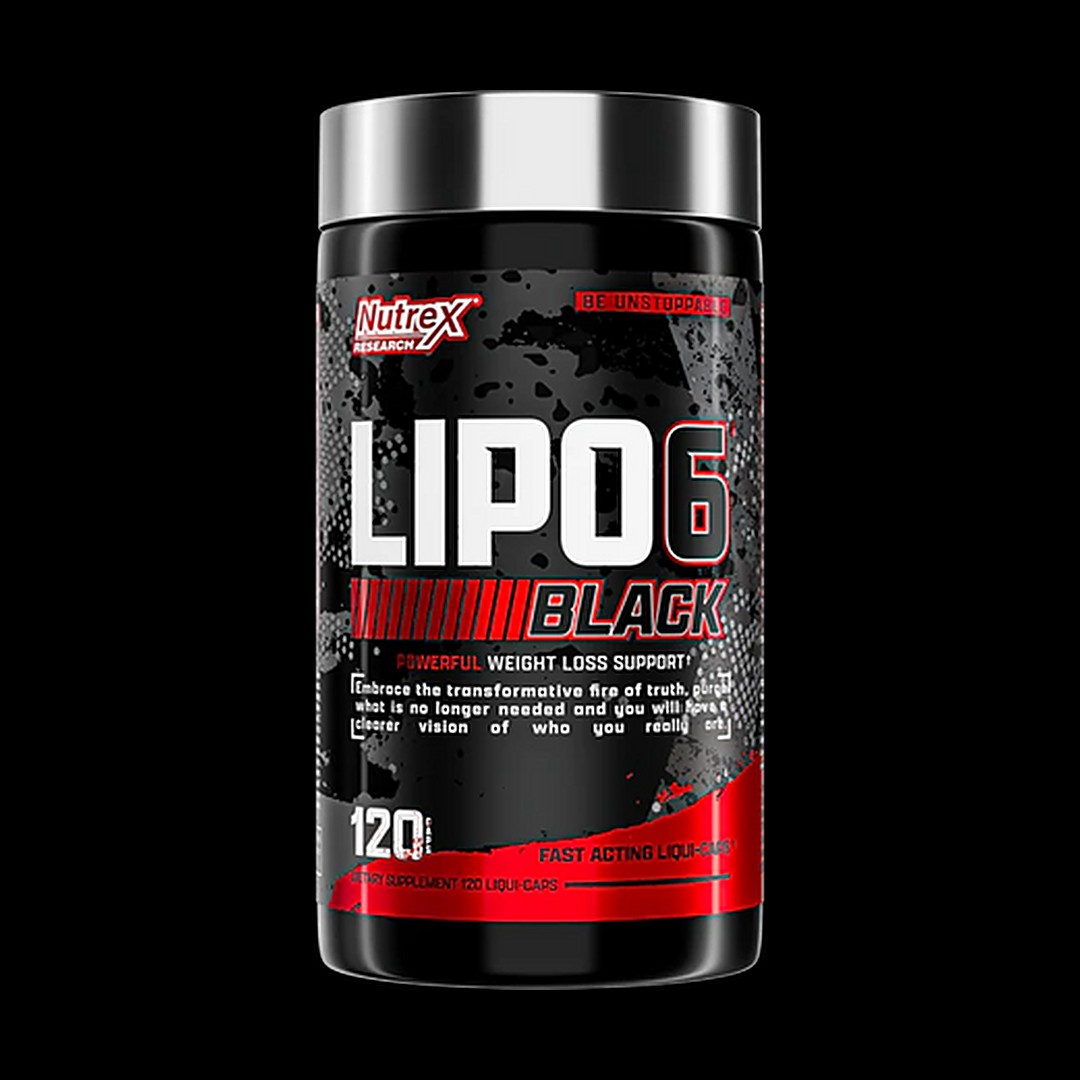 Nutrex
RESEARCH
BE UNSTOPPABLE
LIPO6
BLACK
POWERFUL WEIGHT LOSS SUPPORT†
Embrace the transformative fire of truth, purge
what is no longer needed and you will have a
clearer vision of who you really are.
120 CAPS
FAST ACTING LIQUI-CAPS
DIETARY SUPPLEMENT 120 LIQUI-CAPS